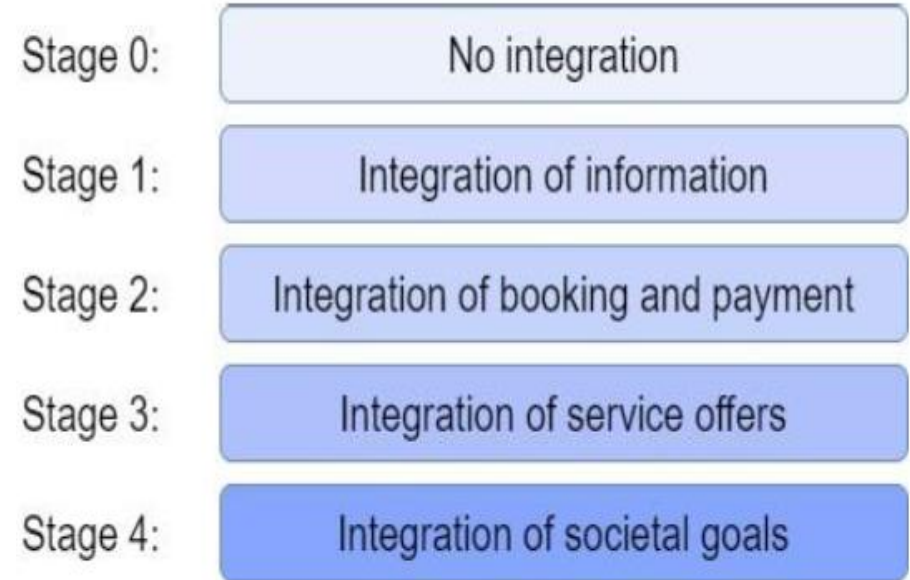 Stage 0: No integration
Stage 1: Integration of information
Stage 2: Integration of booking and payment
Stage 3: Integration of service offers
Stage 4: Integration of societal goals